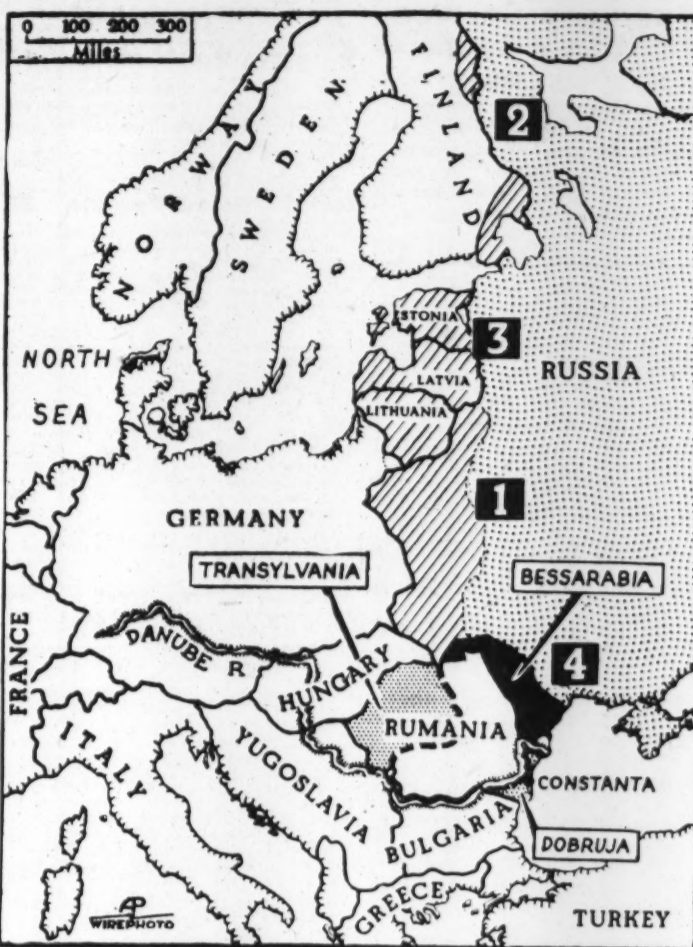 0 100 200 300
Miles
NORWAY
SWEDEN
FINLAND
2
STONIA
3
NORTH
SEA
LATVIA
RUSSIA
LITHUANIA
1
GERMANY
TRANSYLVANIA
BESSARABIA
FRANCE
DANUBE R.
HUNGARY
4
RUMANIA
ITALY
YUGOSLAVIA
CONSTANTA
BULGARIA
DOBRUJA
AP
WIREPHOTO
GREECE
TURKEY